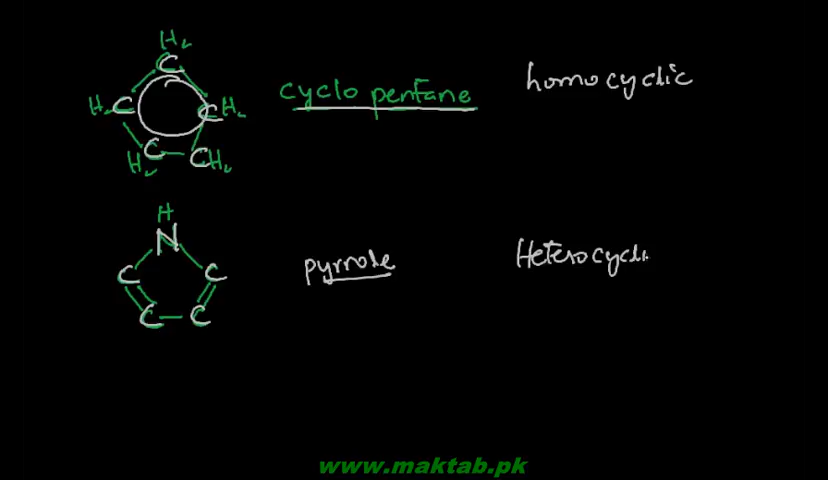 H₂
C
H₂C CH₂
H₂C CH₂
cyclo pentane homocyclic
H
N
C C
C C
pyrrole Heterocycli
www.maktab.pk